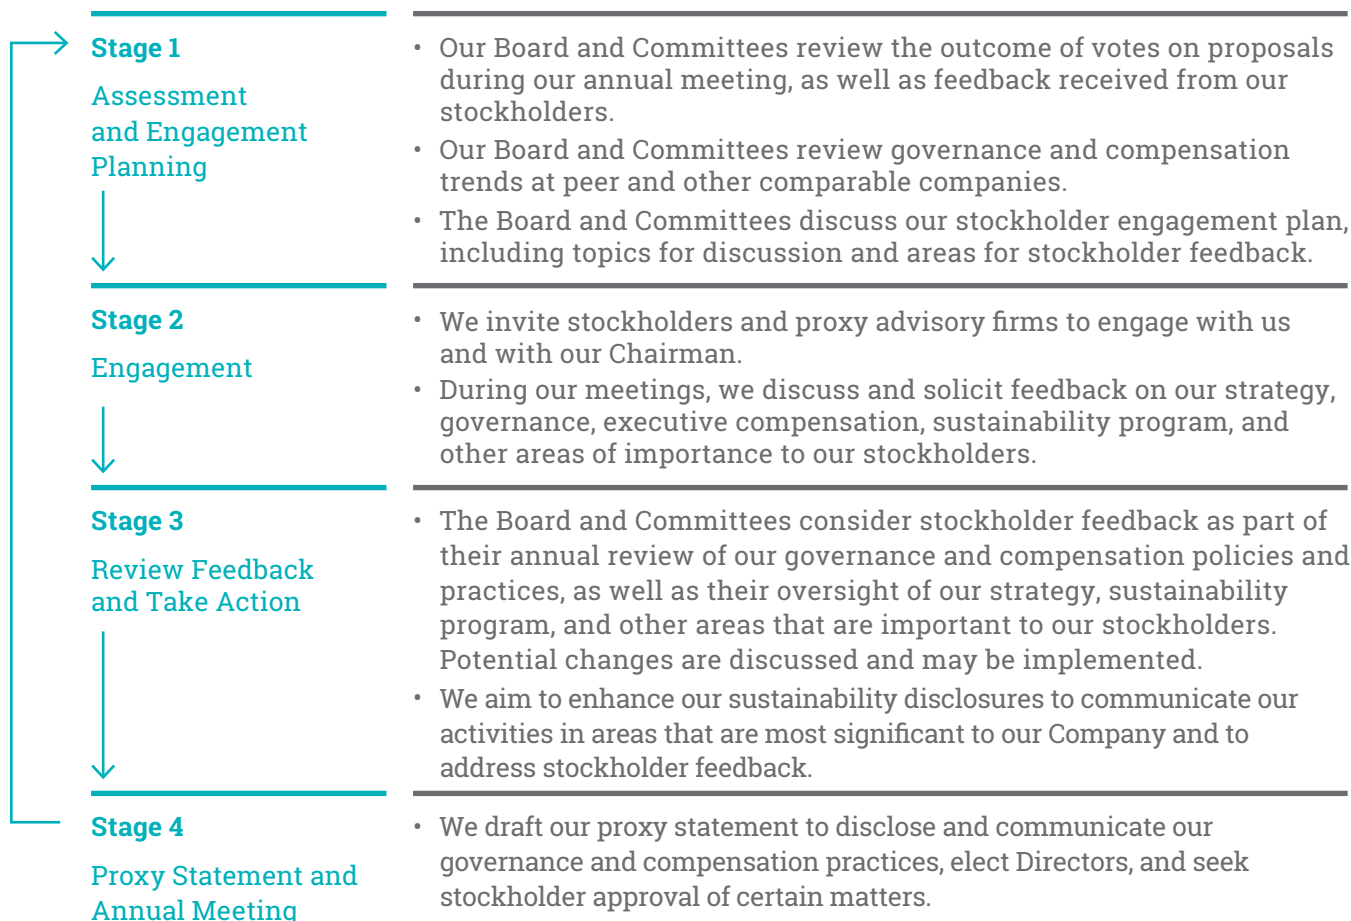 Stage 1
Assessment
and Engagement
Planning
• Our Board and Committees review the outcome of votes on proposals
during our annual meeting, as well as feedback received from our
stockholders.
• Our Board and Committees review governance and compensation
trends at peer and other comparable companies.
• The Board and Committees discuss our stockholder engagement plan,
including topics for discussion and areas for stockholder feedback.
Stage 2
Engagement
• We invite stockholders and proxy advisory firms to engage with us
and with our Chairman.
• During our meetings, we discuss and solicit feedback on our strategy,
governance, executive compensation, sustainability program, and
other areas of importance to our stockholders.
Stage 3
Review Feedback
and Take Action
• The Board and Committees consider stockholder feedback as part of
their annual review of our governance and compensation policies and
practices, as well as their oversight of our strategy, sustainability
program, and other areas that are important to our stockholders.
Potential changes are discussed and may be implemented.
• We aim to enhance our sustainability disclosures to communicate our
activities in areas that are most significant to our Company and to
address stockholder feedback.
Stage 4
Proxy Statement and
Annual Meeting
• We draft our proxy statement to disclose and communicate our
governance and compensation practices, elect Directors, and seek
stockholder approval of certain matters.